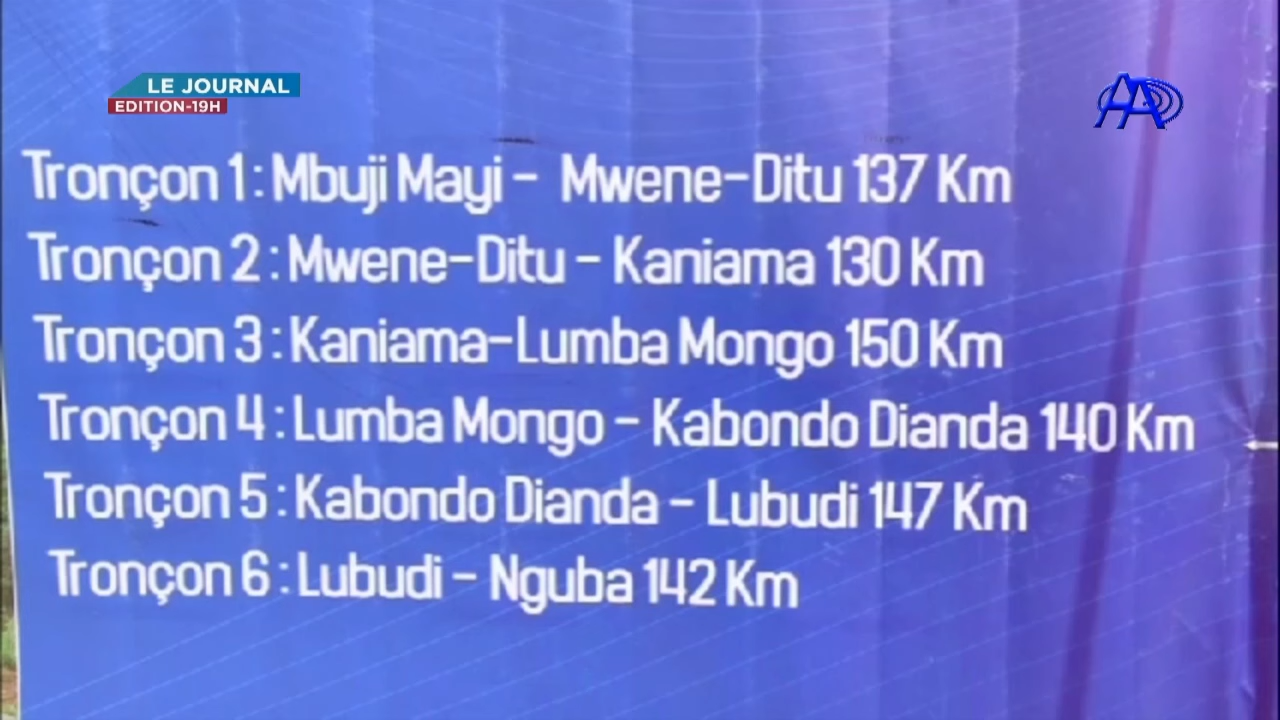 LE JOURNAL
EDITION-19H
AA
Tronçon 1 : Mbuji Mayi - Mwene-Ditu 137 Km
Tronçon 2 : Mwene-Ditu - Kaniama 130 Km
Tronçon 3 : Kaniama-Lumba Mongo 150 Km
Tronçon 4 : Lumba Mongo - Kabondo Dianda 140 Km
Tronçon 5 : Kabondo Dianda - Lubudi 147 Km
Tronçon 6 : Lubudi - Nguba 142 Km